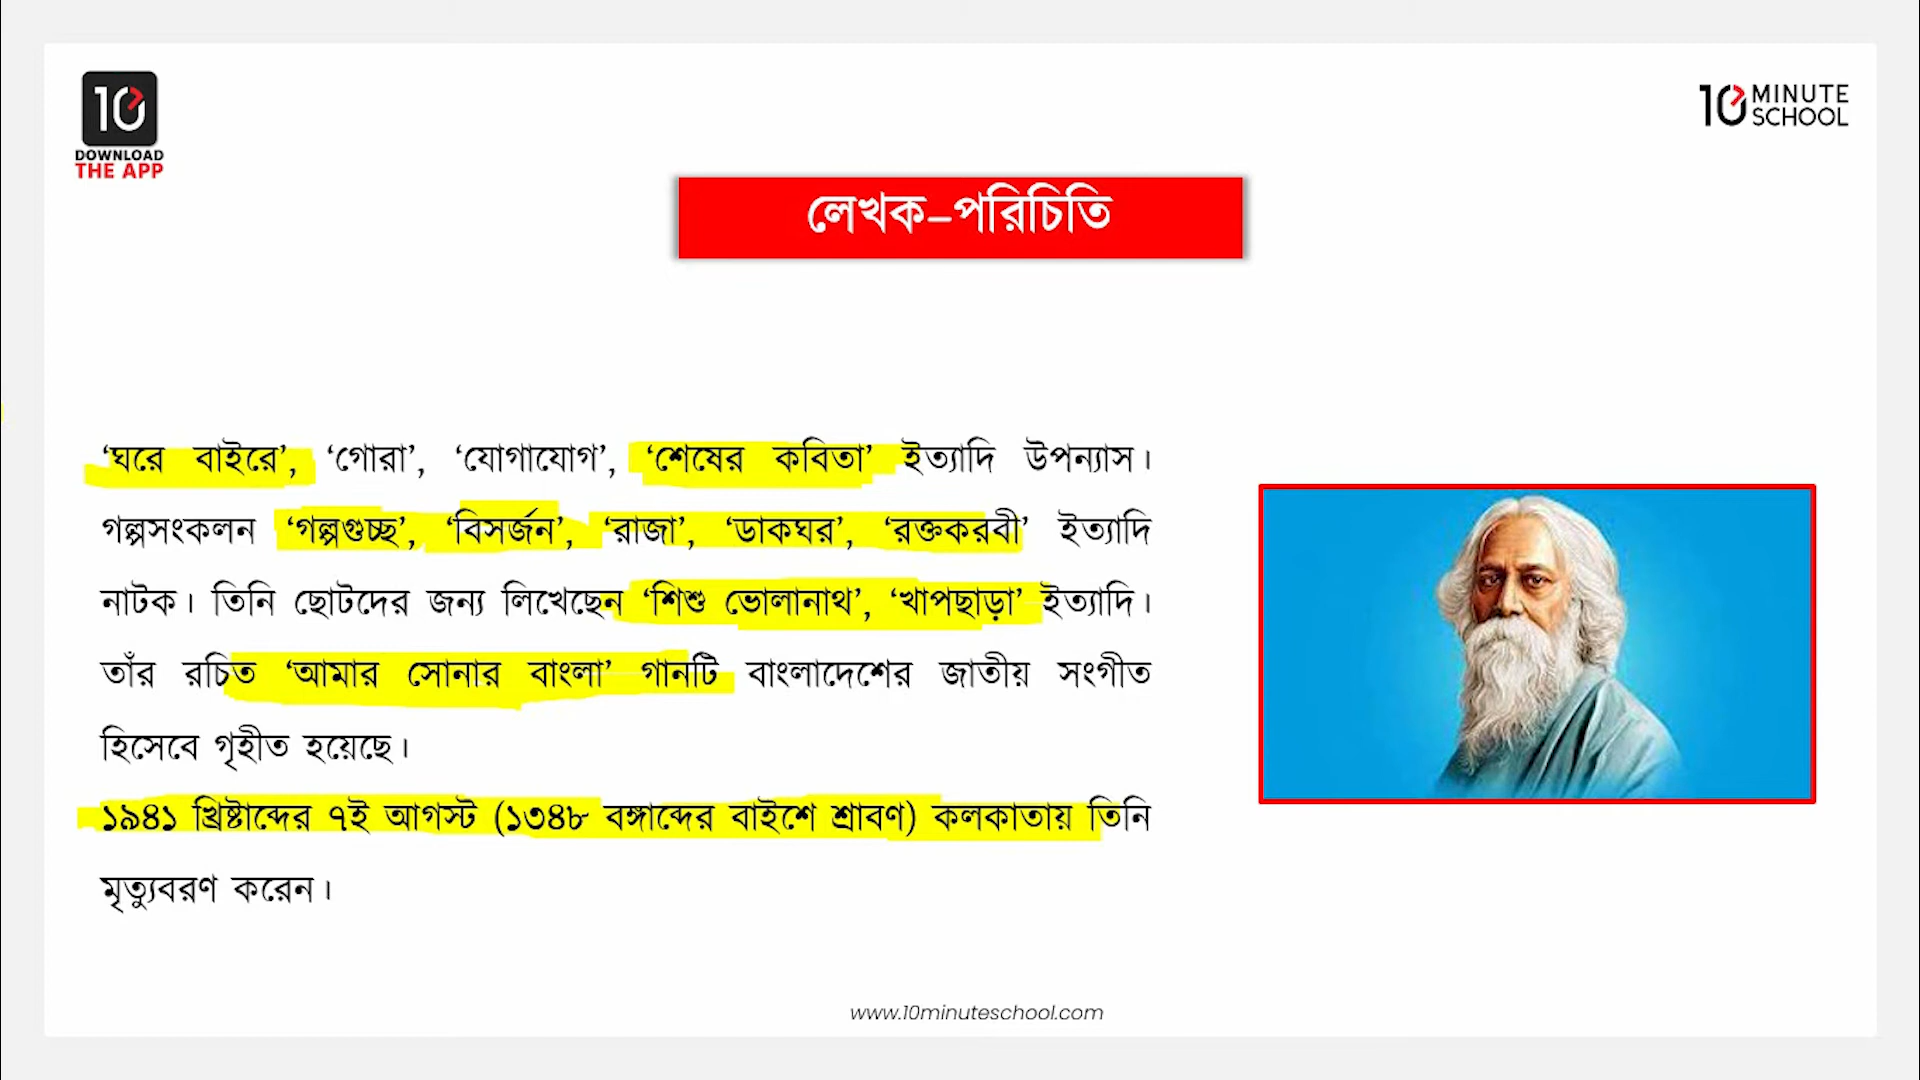 10
DOWNLOAD
THE APP
10 MINUTE SCHOOL
লেখক-পরিচিতি
‘ঘরে বাইরে’, ‘গোরা’, ‘যোগাযোগ’, ‘শেষের কবিতা’ ইত্যাদি উপন্যাস।
গল্পসংকলন ‘গল্পগুচ্ছ’, ‘বিসর্জন’, ‘রাজা’, ‘ডাকঘর’, ‘রক্তকরবী’ ইত্যাদি
নাটক। তিনি ছোটদের জন্য লিখেছেন ‘শিশু ভোলানাথ’, ‘খাপছাড়া’ ইত্যাদি।
তাঁর রচিত ‘আমার সোনার বাংলা’ গানটি বাংলাদেশের জাতীয় সংগীত
হিসেবে গৃহীত হয়েছে।
১৯৪১ খ্রিষ্টাব্দের ৭ই আগস্ট (১৩৪৮ বঙ্গাব্দের বাইশে শ্রাবণ) কলকাতায় তিনি
মৃত্যুবরণ করেন।
www.10minuteschool.com